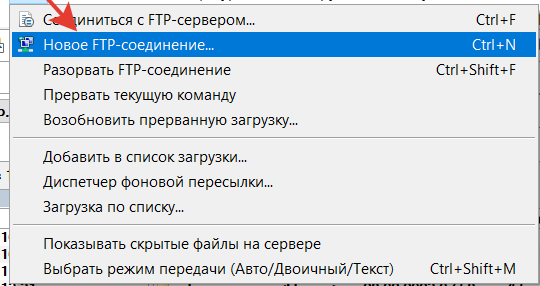 Соединиться с FTP-сервером... Ctrl+F
Новое FTP-соединение... Ctrl+N
Разорвать FTP-соединение Ctrl+Shift+F
Прервать текущую команду
Возобновить прерванную загрузку...
Добавить в список загрузки...
Диспетчер фоновой пересылки...
Загрузка по списку...
Показывать скрытые файлы на сервере
Выбрать режим передачи (Авто/Двоичный/Текст) Ctrl+Shift+M